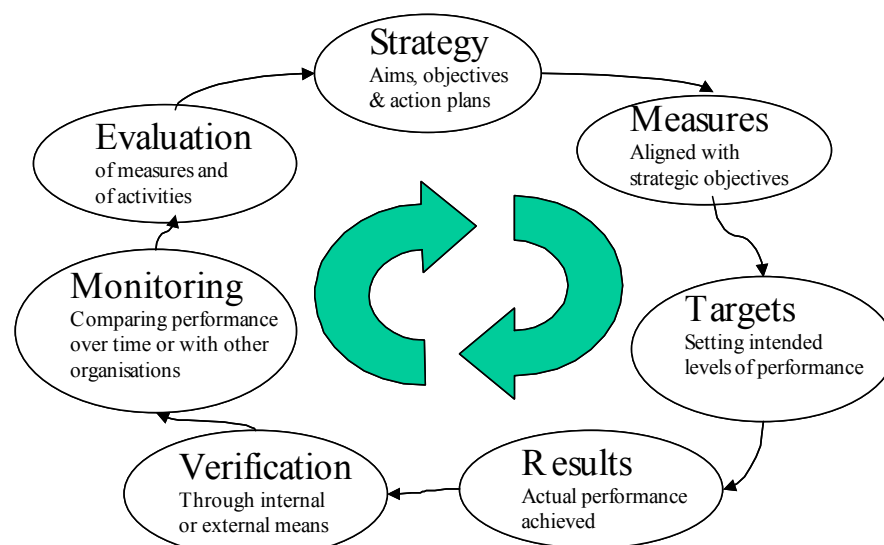 Strategy
Aims, objectives
& action plans
Measures
Aligned with
strategic objectives
Targets
Setting intended
levels of performance
Results
Actual performance
achieved
Verification
Through internal
or external means
Monitoring
Comparing performance
over time or with other
organisations
Evaluation
of measures and
of activities